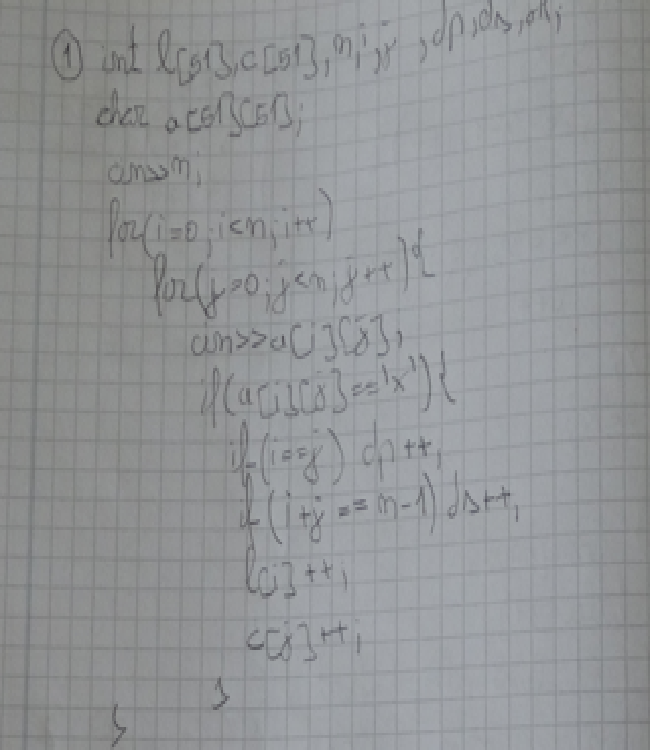 ① int l[51], c[51], n, i, j, dp, ds, ok;
char a[51][51];
cin>>n;
for(i=0; i<n; i++)
for(j=0; j<n; j++){
cin>>a[i][j];
if(a[i][j]=='x'){
if(i==j) dp++;
if(i+j==n-1) ds++;
l[i]++;
c[j]++;
}
}